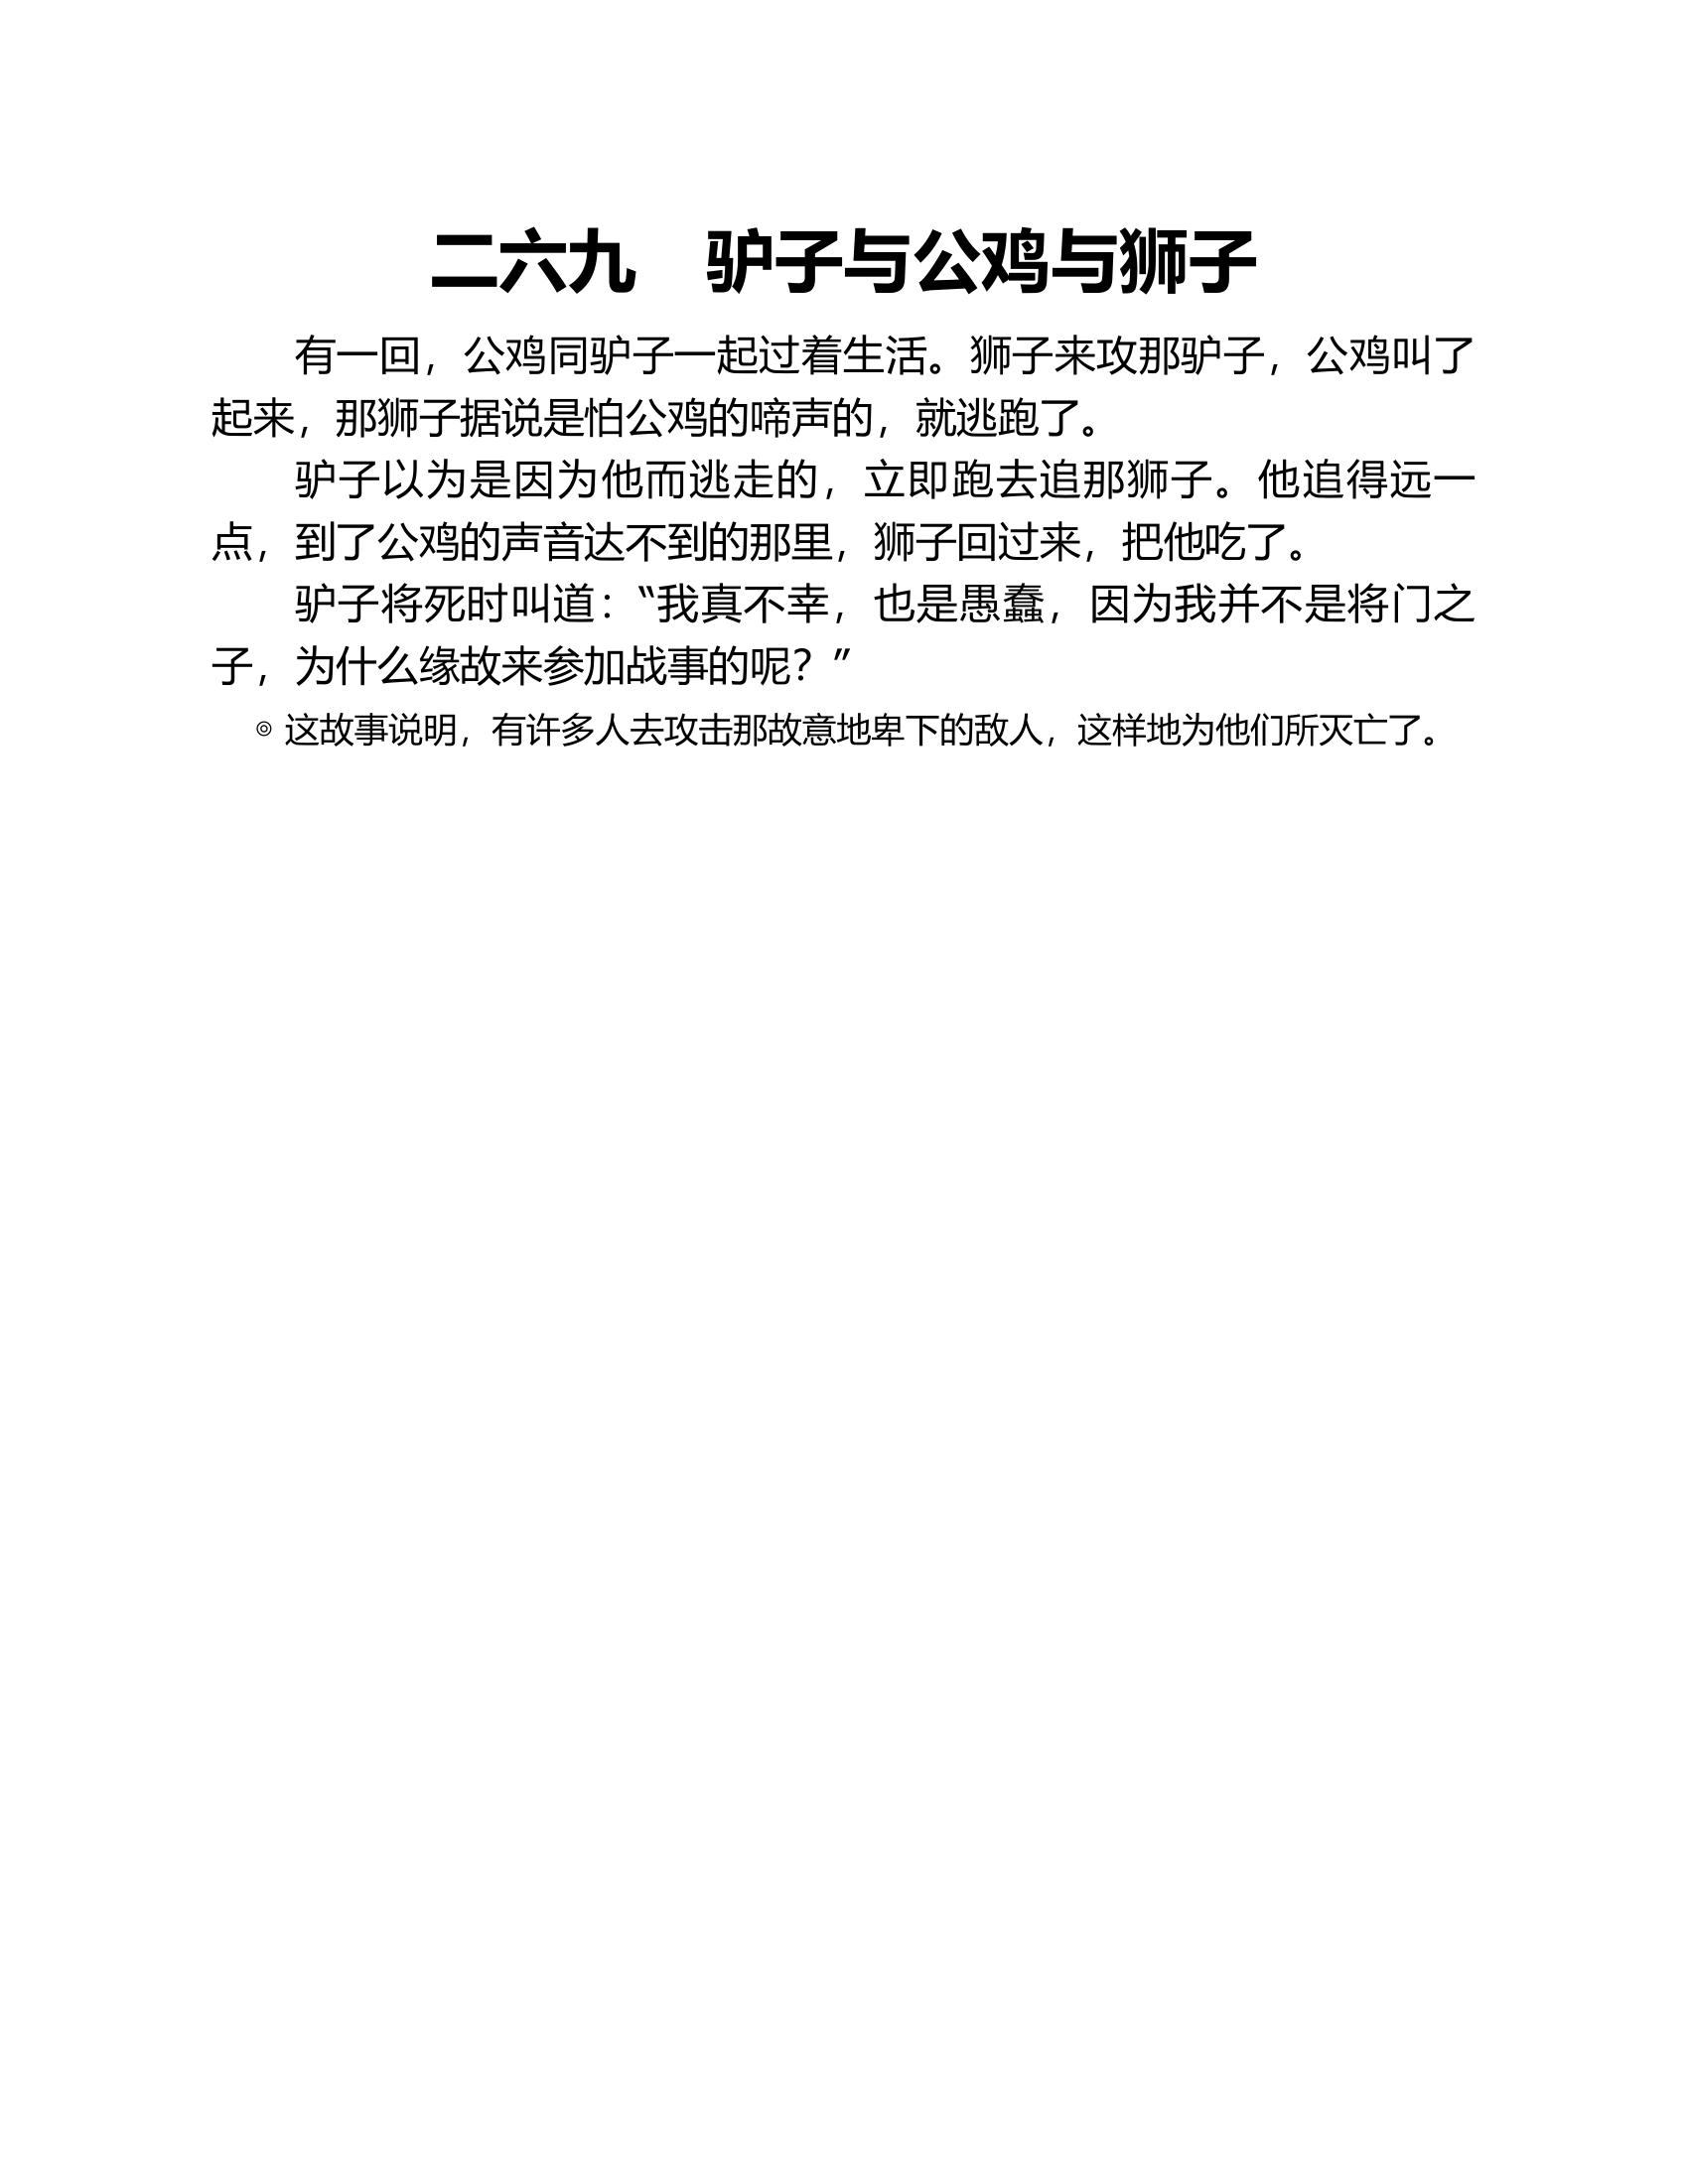 二六九　驴子与公鸡与狮子
有一回，公鸡同驴子一起过着生活。狮子来攻那驴子，公鸡叫了
起来，那狮子据说是怕公鸡的啼声的，就逃跑了。
驴子以为是因为他而逃走的，立即跑去追那狮子。他追得远一
点，到了公鸡的声音达不到的那里，狮子回过来，把他吃了。
驴子将死时叫道：“我真不幸，也是愚蠢，因为我并不是将门之
子，为什么缘故来参加战事的呢？”
◎ 这故事说明，有许多人去攻击那故意地卑下的敌人，这样地为他们所灭亡了。